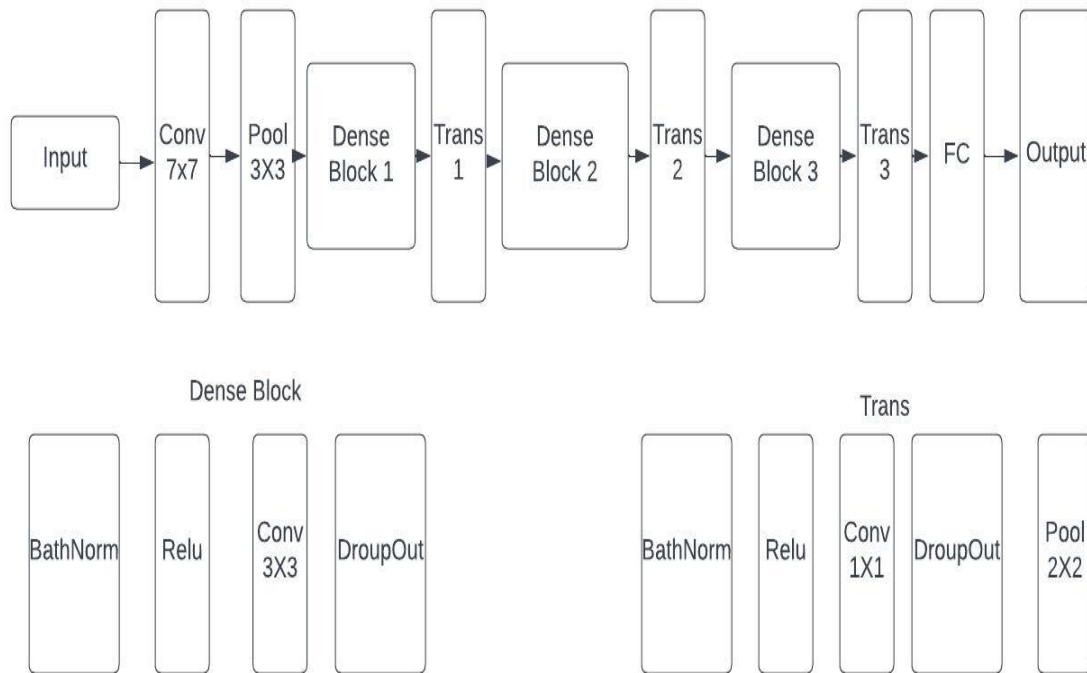 Input
Conv
7x7
Pool
3X3
Dense
Block 1
Trans
1
Dense
Block 2
Trans
2
Dense
Block 3
Trans
3
FC
Output
Dense Block
BathNorm
Relu
Conv
3X3
DroupOut
Trans
BathNorm
Relu
Conv
1X1
DroupOut
Pool
2X2